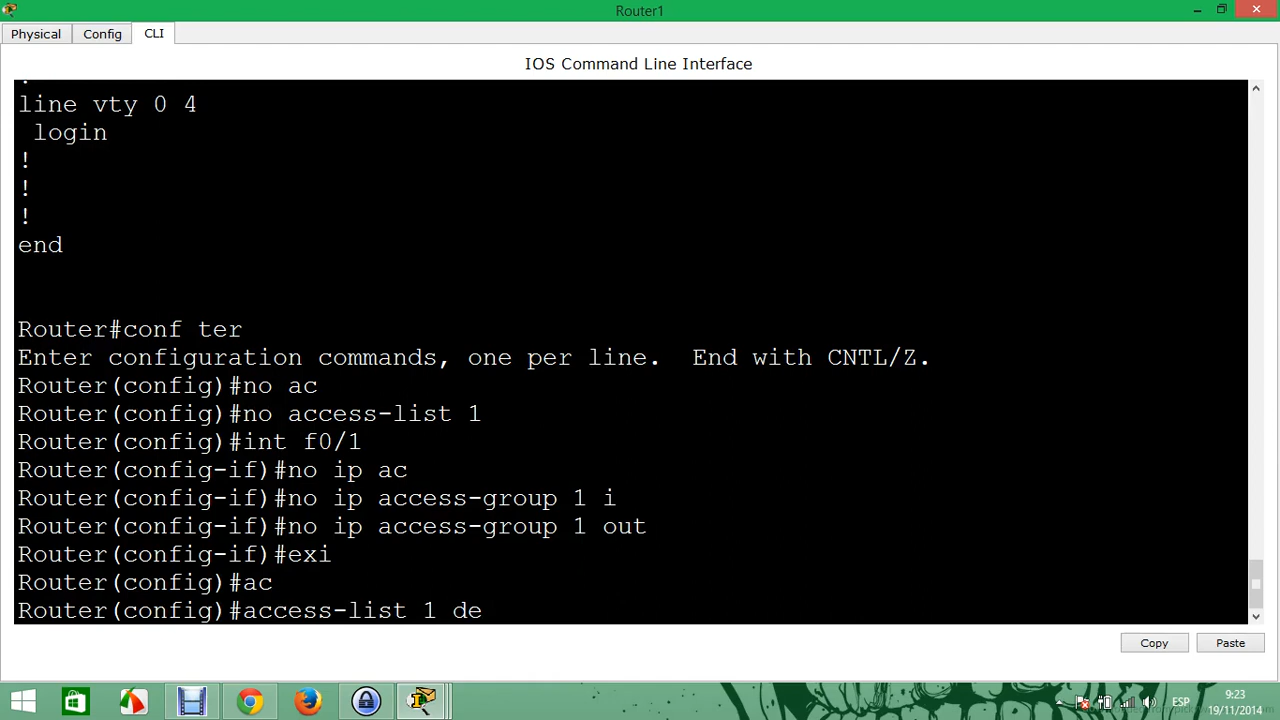 Router1
Physical Config CLI
IOS Command Line Interface
!
line vty 0 4
 login
!
!
!
end
Router#conf ter
Enter configuration commands, one per line.  End with CNTL/Z.
Router(config)#no ac
Router(config)#no access-list 1
Router(config)#int f0/1
Router(config-if)#no ip ac
Router(config-if)#no ip access-group 1 i
Router(config-if)#no ip access-group 1 out
Router(config-if)#exi
Router(config)#ac
Router(config)#access-list 1 de
Copy Paste
ESP
9:23
19/11/2014